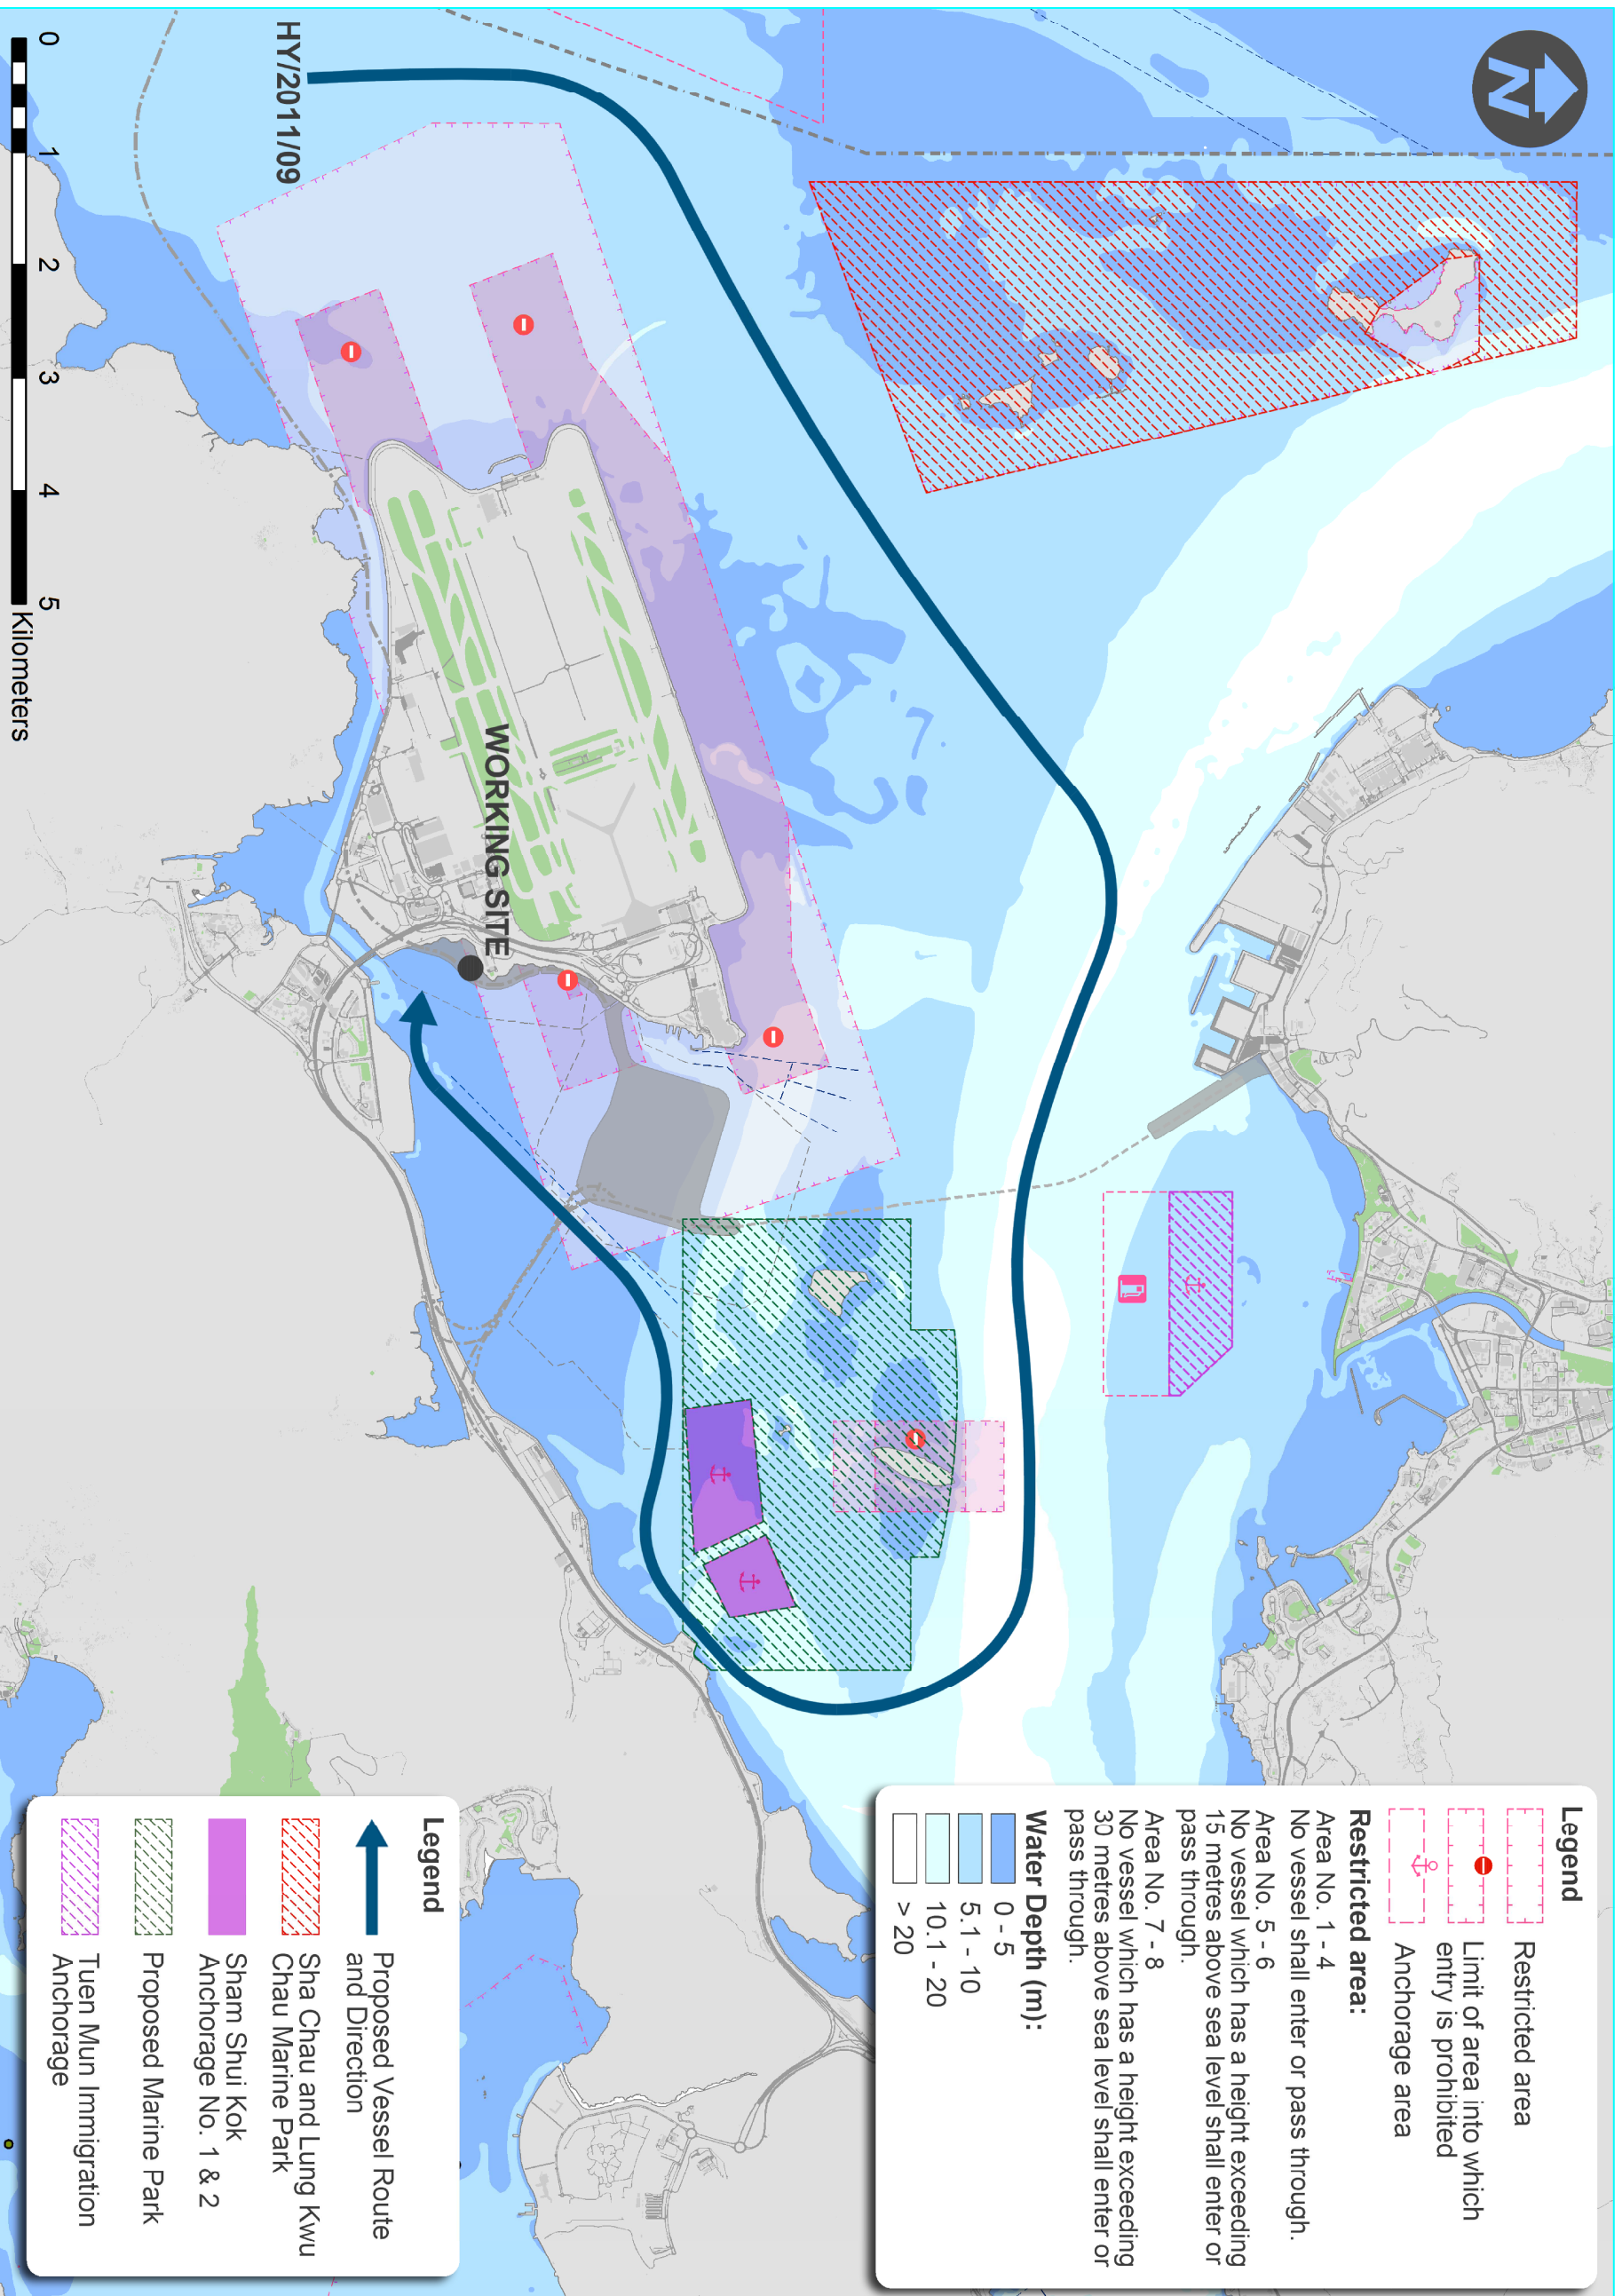 N
HY/2011/09
WORKING SITE
0 1 2 3 4 5
Kilometers
Legend
Restricted area
Limit of area into which
entry is prohibited
Anchorage area
Restricted area:
Area No. 1 - 4
No vessel shall enter or pass through.
Area No. 5 - 6
No vessel which has a height exceeding
15 metres above sea level shall enter or
pass through.
Area No. 7 - 8
No vessel which has a height exceeding
30 metres above sea level shall enter or
pass through.
Water Depth (m):
0 - 5
5.1 - 10
10.1 - 20
> 20
Legend
Proposed Vessel Route
and Direction
Sha Chau and Lung Kwu
Chau Marine Park
Sham Shui Kok
Anchorage No. 1 & 2
Proposed Marine Park
Tuen Mun Immigration
Anchorage